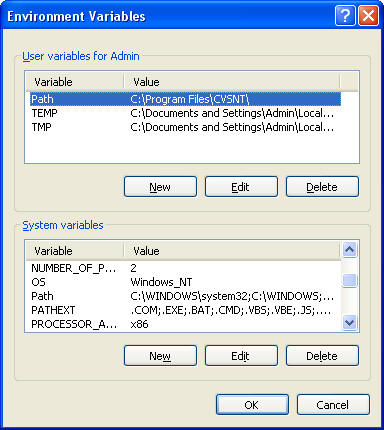 Environment Variables
User variables for Admin
Variable Value
Path C:\Program Files\CVSNT\
TEMP C:\Documents and Settings\Admin\Local...
TMP C:\Documents and Settings\Admin\Local...
New Edit Delete
System variables
Variable Value
NUMBER_OF_P... 2
OS Windows_NT
Path C:\WINDOWS\system32;C:\WINDOWS;...
PATHEXT .COM;.EXE;.BAT;.CMD;.VBS;.VBE;.JS;....
PROCESSOR_A... x86
New Edit Delete
OK Cancel